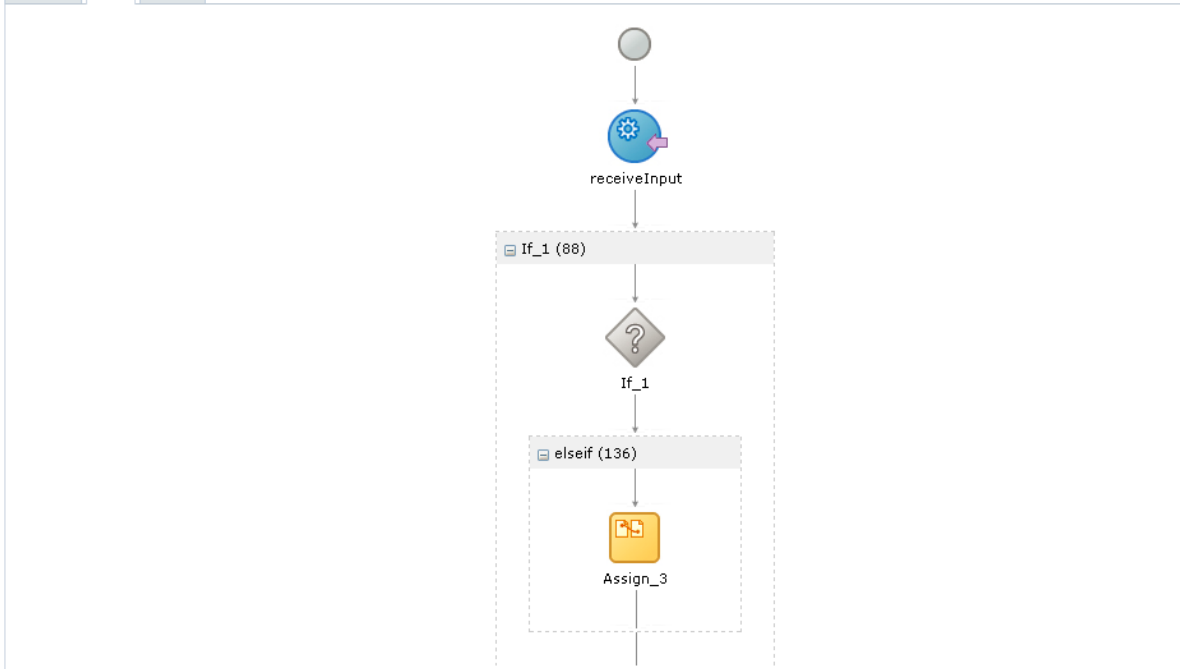 receiveInput
If_1 (88)
If_1
elseif (136)
Assign_3